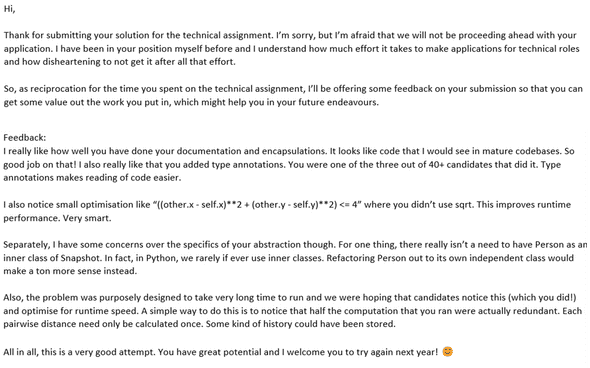 Hi,
Thank for submitting your solution for the technical assignment. I'm sorry, but I'm afraid that we will not be proceeding ahead with your
application. I have been in your position myself before and I understand how much effort it takes to make applications for technical roles
and how disheartening to not get it after all that effort.
So, as reciprocation for the time you spent on the technical assignment, I'll be offering some feedback on your submission so that you can
get some value out the work you put in, which might help you in your future endeavours.
Feedback:
I really like how well you have done your documentation and encapsulations. It looks like code that I would see in mature codebases. So
good job on that! I also really like that you added type annotations. You were one of the three out of 40+ candidates that did it. Type
annotations makes reading of code easier.
I also notice small optimisation like "((other.x - self.x)**2 + (other.y - self.y)**2) <= 4" where you didn't use sqrt. This improves runtime
performance. Very smart.
Separately, I have some concerns over the specifics of your abstraction though. For one thing, there really isn't a need to have Person as an
inner class of Snapshot. In fact, in Python, we rarely if ever use inner classes. Refactoring Person out to its own independent class would
make a ton more sense instead.
Also, the problem was purposely designed to take very long time to run and we were hoping that candidates notice this (which you did!)
and optimise for runtime speed. A simple way to do this is to notice that half the computation that you ran were actually redundant. Each
pairwise distance need only be calculated once. Some kind of history could have been stored.
All in all, this is a very good attempt. You have great potential and I welcome you to try again next year! 😊